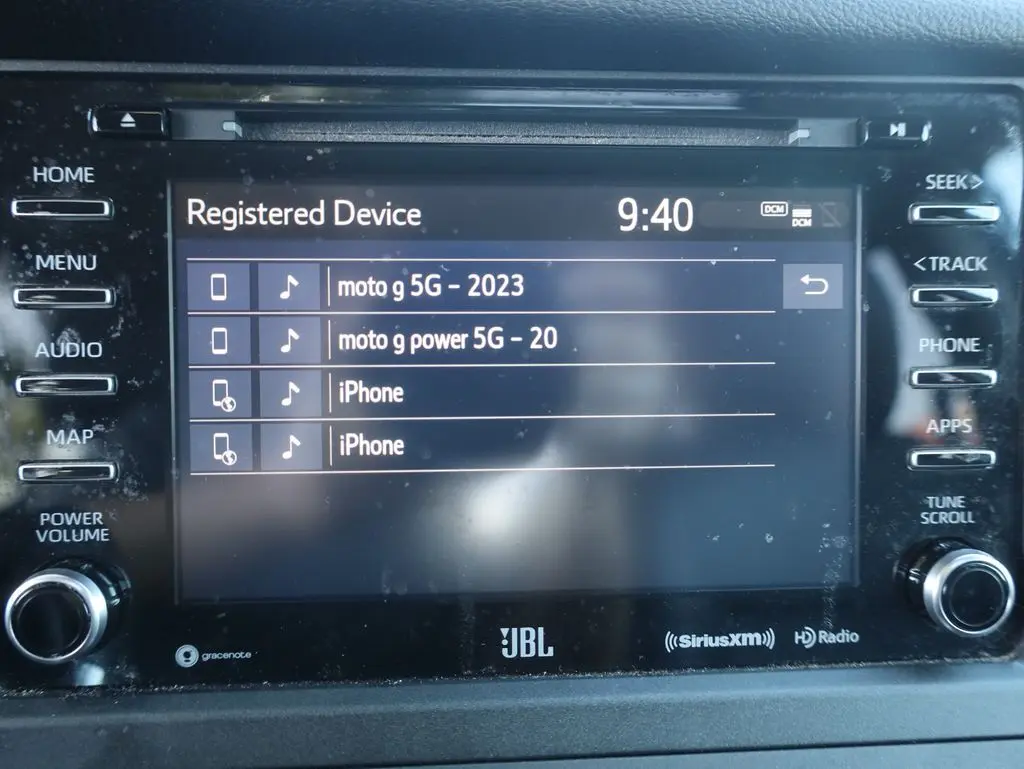 HOME
MENU
AUDIO
MAP
POWER
VOLUME
Registered Device
9:40
DCM
DCM
moto g 5G - 2023
moto g power 5G - 20
iPhone
iPhone
SEEK >
< TRACK
PHONE
APPS
TUNE
SCROLL
gracenote
JBL
SiriusXM
HD Radio